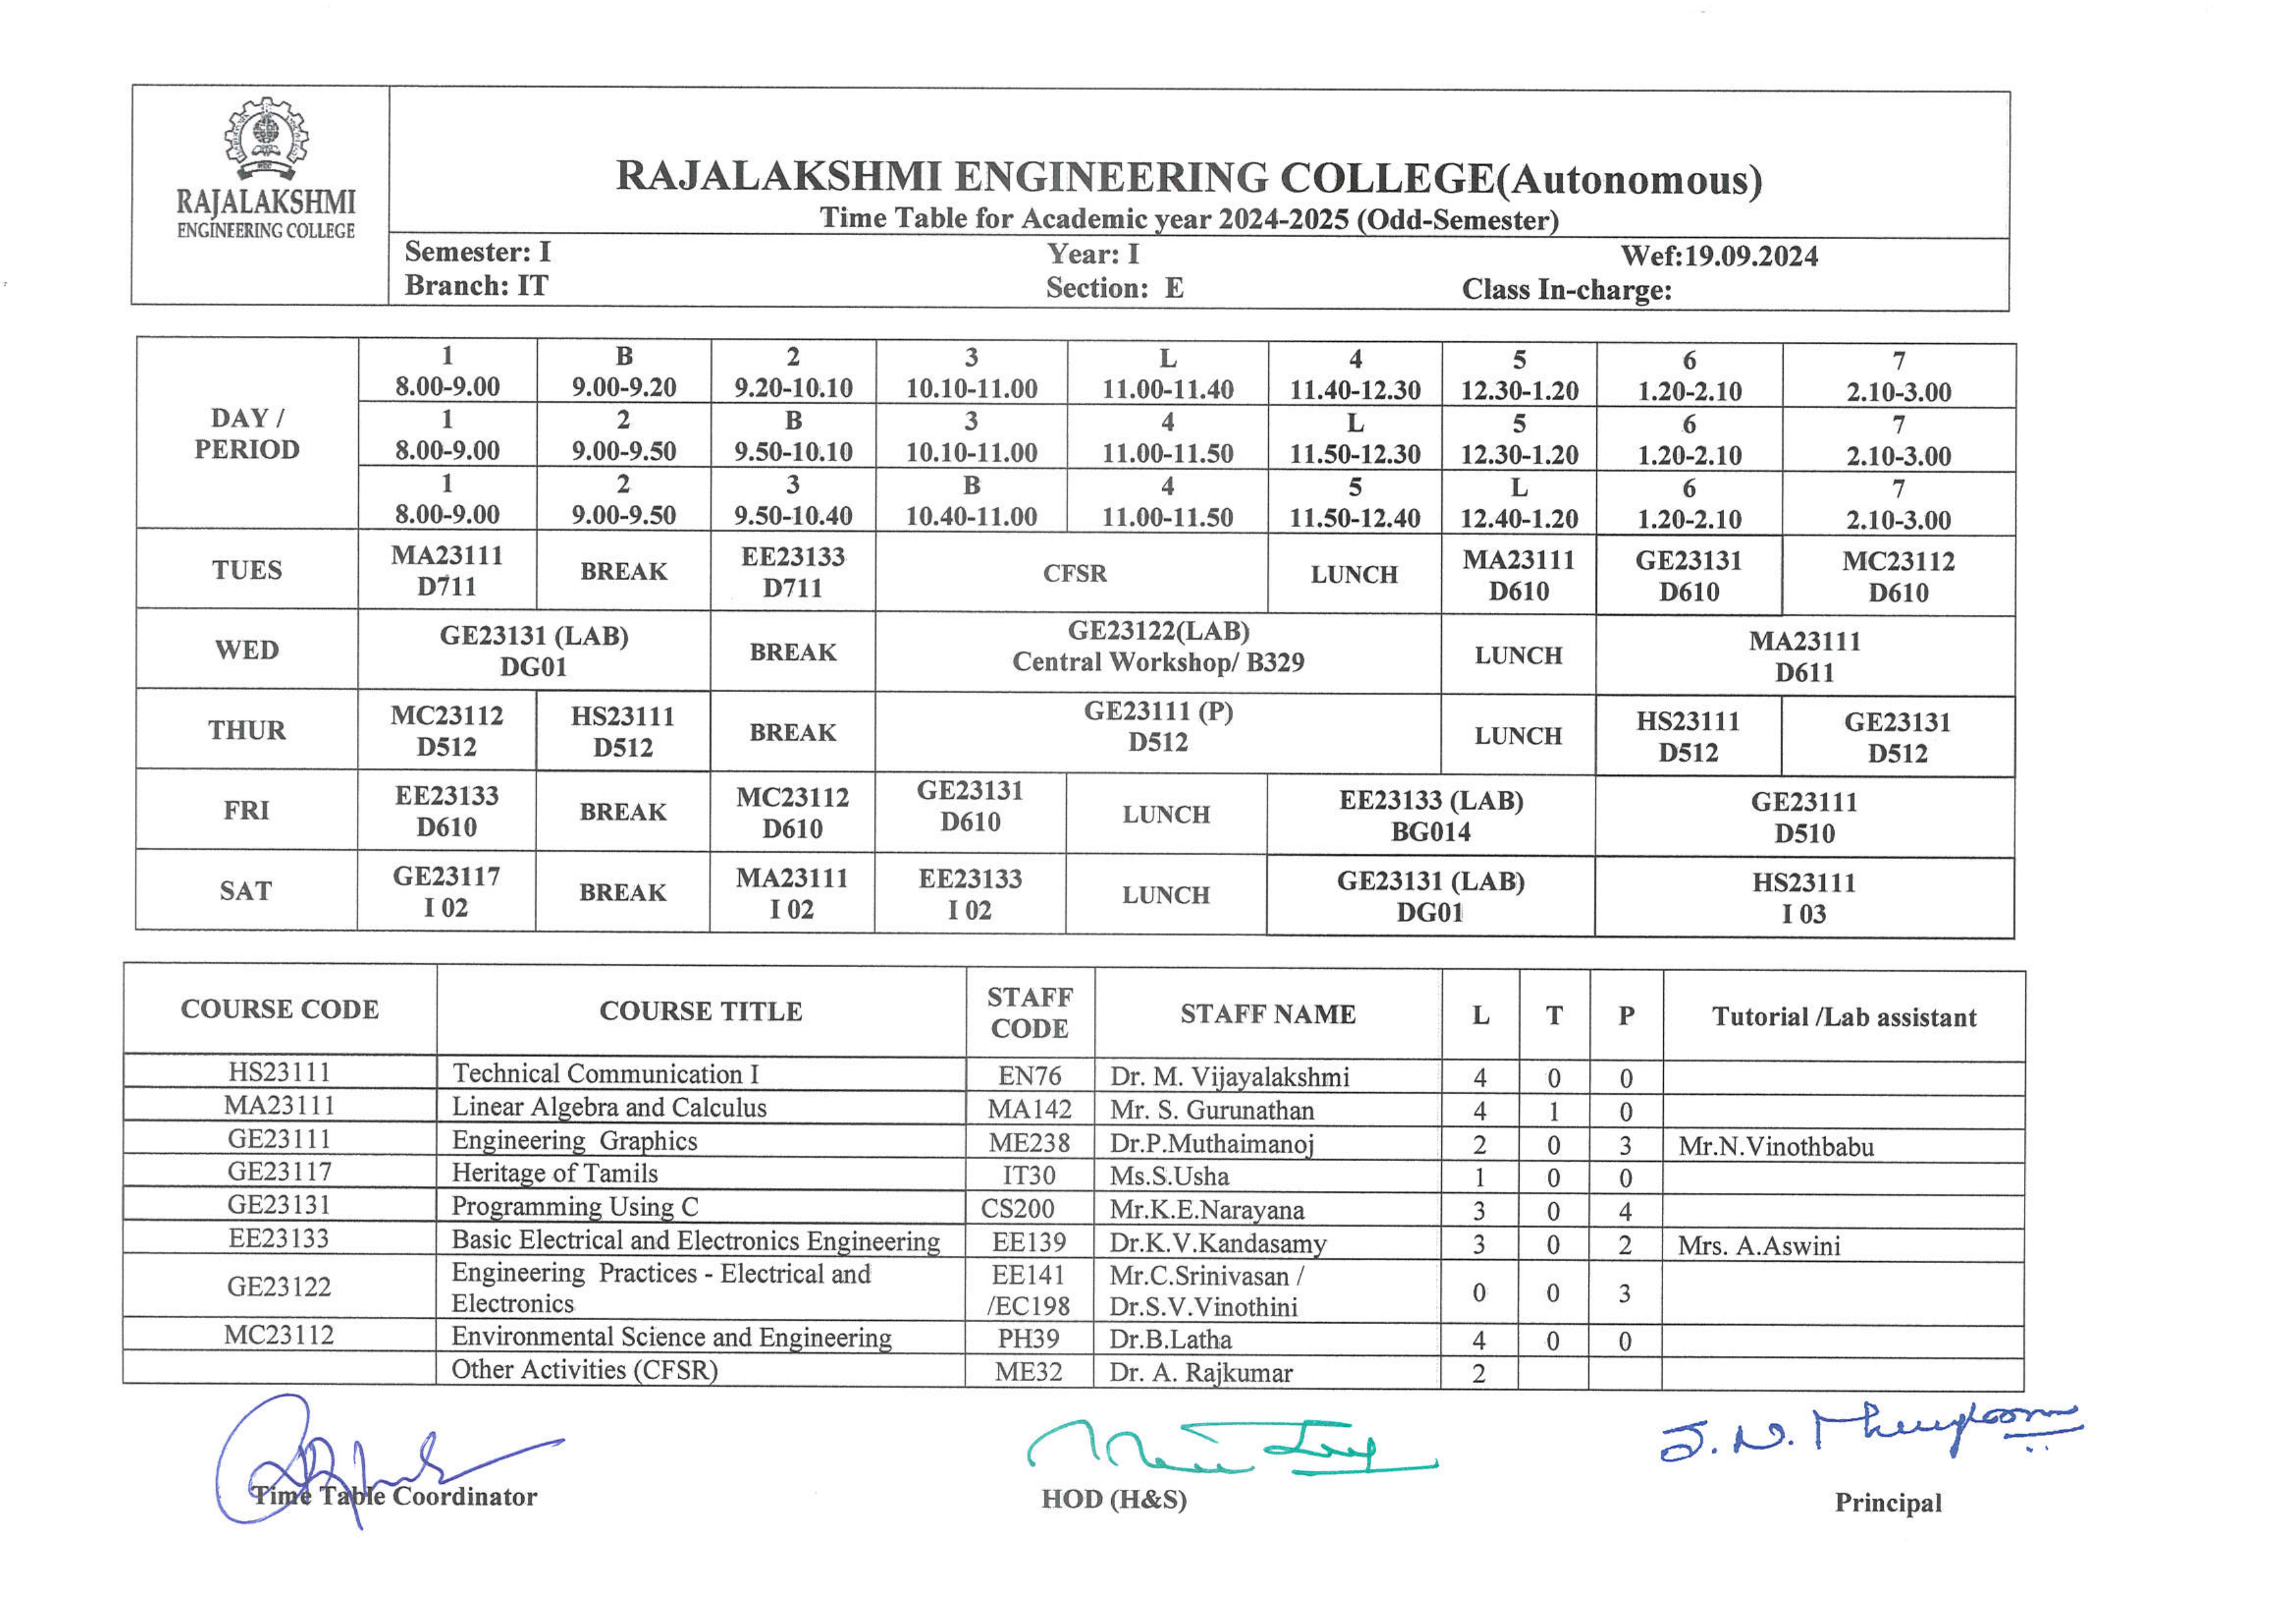 RAJALAKSHMI
ENGINEERING COLLEGE
RAJALAKSHMI ENGINEERING COLLEGE(Autonomous)
Time Table for Academic year 2024-2025 (Odd-Semester)
Semester: I Year: I Wef:19.09.2024
Branch: IT Section: E Class In-charge:
DAY / PERIOD
1 B 2 3 L 4 5 6 7
8.00-9.00 9.00-9.20 9.20-10.10 10.10-11.00 11.00-11.40 11.40-12.30 12.30-1.20 1.20-2.10 2.10-3.00
1 2 B 3 4 L 5 6 7
8.00-9.00 9.00-9.50 9.50-10.10 10.10-11.00 11.00-11.50 11.50-12.30 12.30-1.20 1.20-2.10 2.10-3.00
1 2 3 B 4 5 L 6 7
8.00-9.00 9.00-9.50 9.50-10.40 10.40-11.00 11.00-11.50 11.50-12.40 12.40-1.20 1.20-2.10 2.10-3.00
TUES MA23111 BREAK EE23133 CFSR LUNCH MA23111 GE23131 MC23112
D711 D711 D610 D610 D610
WED GE23131 (LAB) BREAK GE23122(LAB) LUNCH MA23111
DG01 Central Workshop/ B329 D611
THUR MC23112 HS23111 BREAK GE23111 (P) LUNCH HS23111 GE23131
D512 D512 D512 D512 D512
FRI EE23133 BREAK MC23112 GE23131 LUNCH EE23133 (LAB) GE23111
D610 D610 D610 BG014 D510
SAT GE23117 BREAK MA23111 EE23133 LUNCH GE23131 (LAB) HS23111
I 02 I 02 I 02 DG01 I 03
COURSE CODE COURSE TITLE STAFF CODE STAFF NAME L T P Tutorial /Lab assistant
HS23111 Technical Communication I EN76 Dr. M. Vijayalakshmi 4 0 0
MA23111 Linear Algebra and Calculus MA142 Mr. S. Gurunathan 4 1 0
GE23111 Engineering Graphics ME238 Dr.P.Muthaimanoj 2 0 3 Mr.N.Vinothbabu
GE23117 Heritage of Tamils IT30 Ms.S.Usha 1 0 0
GE23131 Programming Using C CS200 Mr.K.E.Narayana 3 0 4
EE23133 Basic Electrical and Electronics Engineering EE139 Dr.K.V.Kandasamy 3 0 2 Mrs. A.Aswini
GE23122 Engineering Practices - Electrical and EE141 Mr.C.Srinivasan / 0 0 3
Electronics /EC198 Dr.S.V.Vinothini
MC23112 Environmental Science and Engineering PH39 Dr.B.Latha 4 0 0
Other Activities (CFSR) ME32 Dr. A. Rajkumar 2
Time Table Coordinator HOD (H&S) Principal